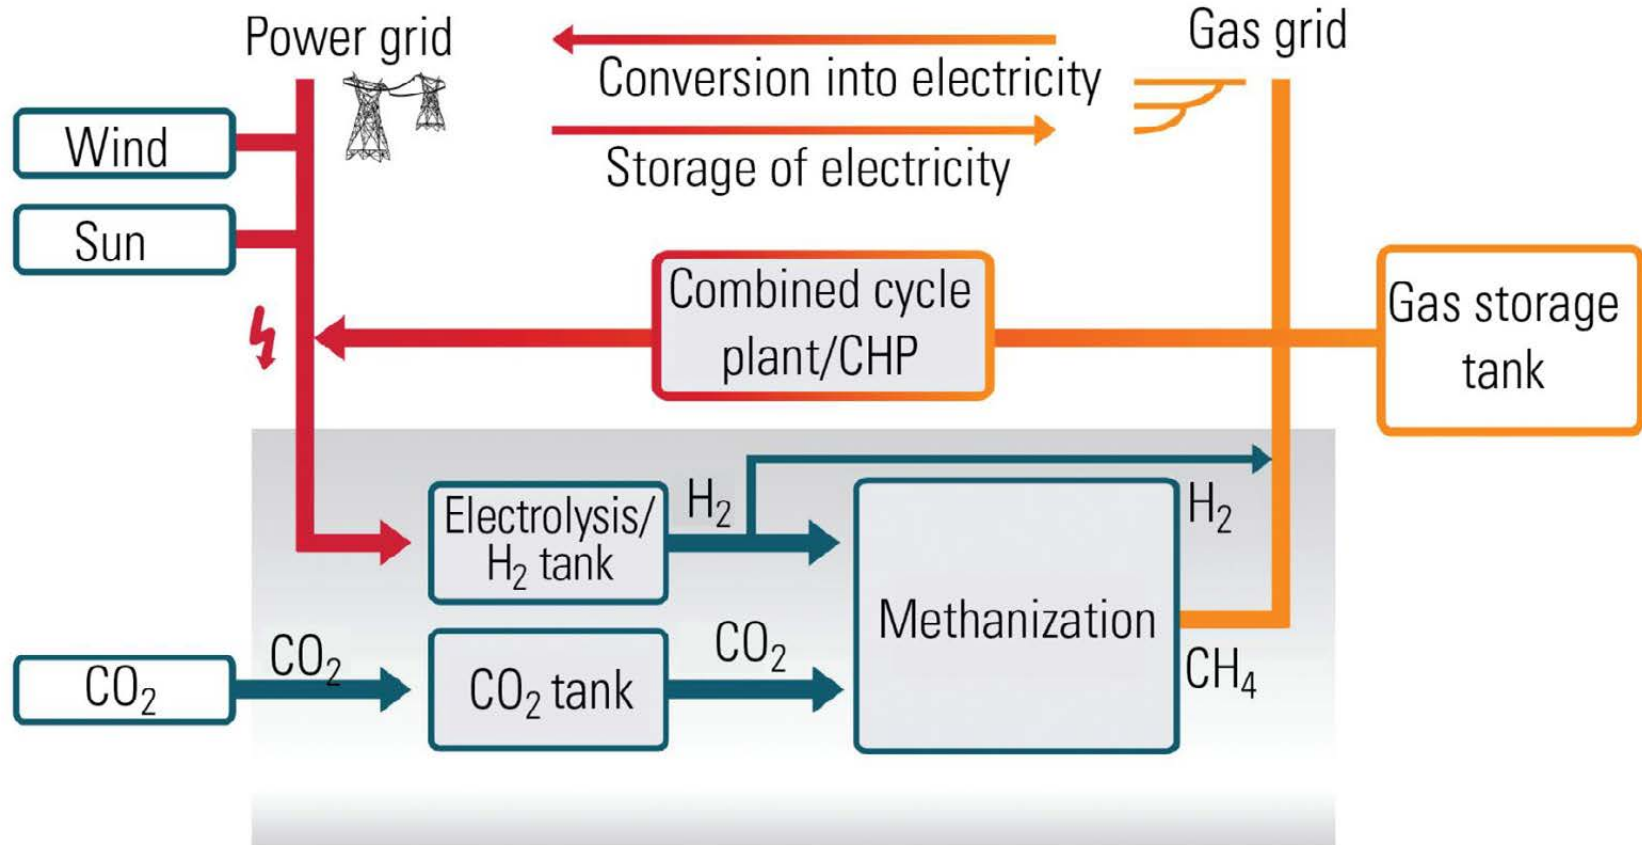 Power grid
Gas grid
Conversion into electricity
Storage of electricity
Wind
Sun
Combined cycle
plant/CHP
Gas storage
tank
Electrolysis/
H₂ tank
H₂
H₂
Methanization
CO₂
CO₂
CO₂ tank
CO₂
CH₄